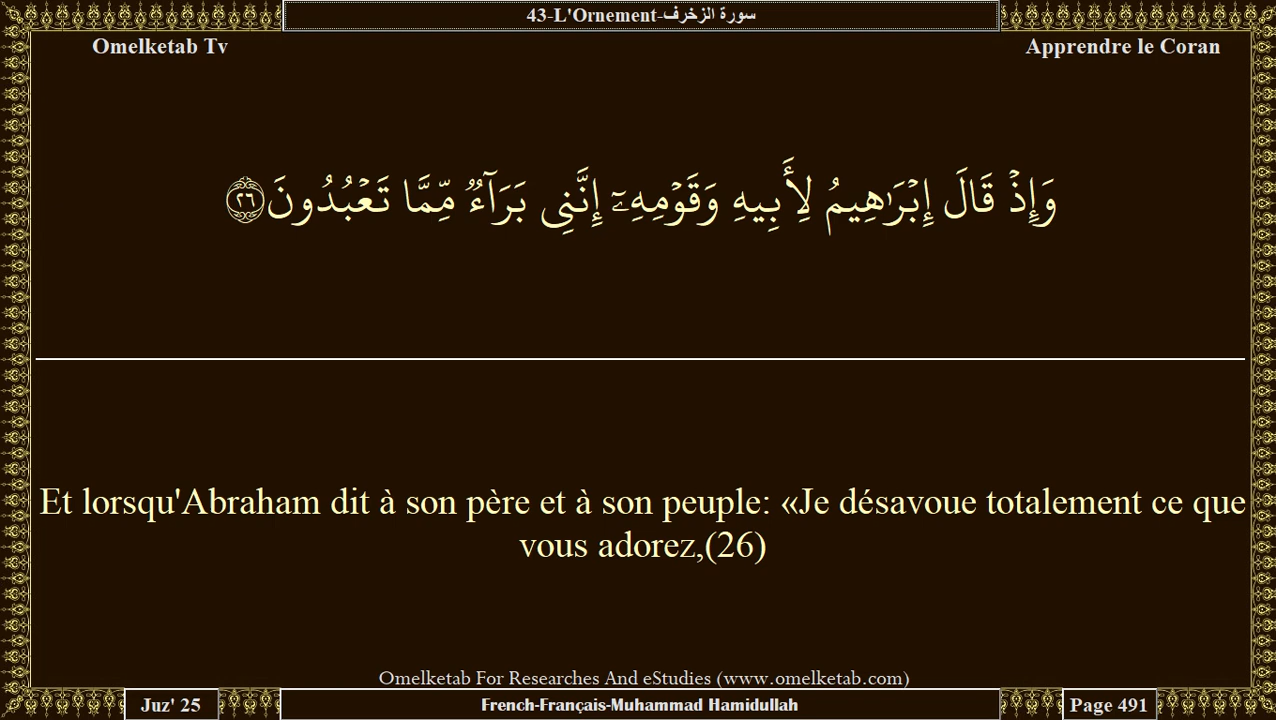 43-L'Ornement-سورة الزخرف
Omelketab Tv
Apprendre le Coran
وَإِذْ قَالَ إِبْرَٰهِيمُ لِأَبِيهِ وَقَوْمِهِۦٓ إِنَّنِى بَرَآءٌ مِّمَّا تَعْبُدُونَ ٢٦
Et lorsqu'Abraham dit à son père et à son peuple: «Je désavoue totalement ce que
vous adorez,(26)
Omelketab For Researches And eStudies (www.omelketab.com)
Juz' 25
French-Français-Muhammad Hamidullah
Page 491